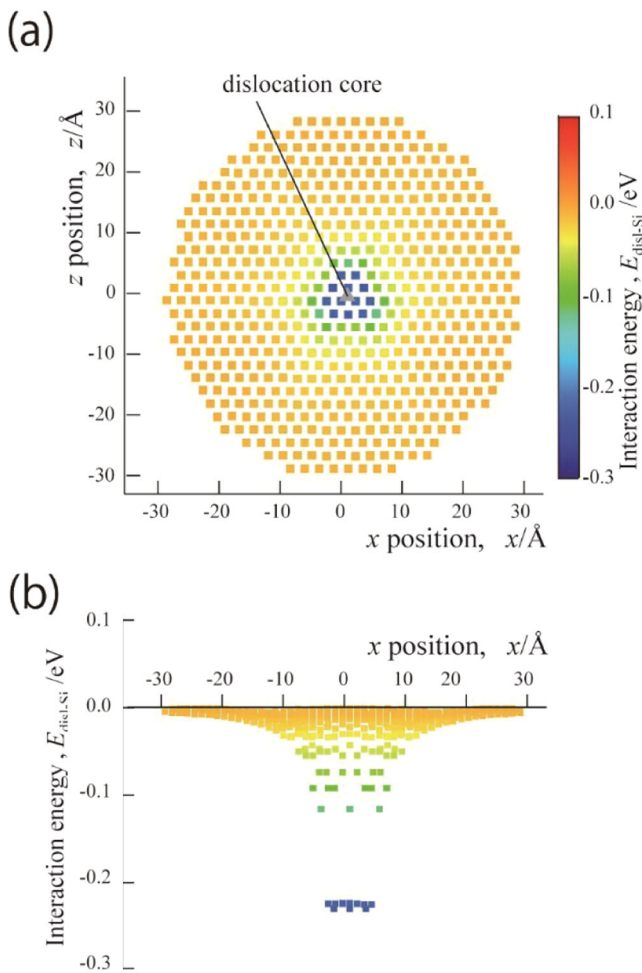 (a)
dislocation core
z position, z/Å
30
20
10
0
-10
-20
-30
-30 -20 -10 0 10 20 30
x position, x/Å
0.1
0.0
-0.1
-0.2
-0.3
Interaction energy , E_disl-Si /eV
(b)
x position, x/Å
-30 -20 -10 0 10 20 30
0.1
0.0
-0.1
-0.2
-0.3
Interaction energy , E_disl-Si /eV